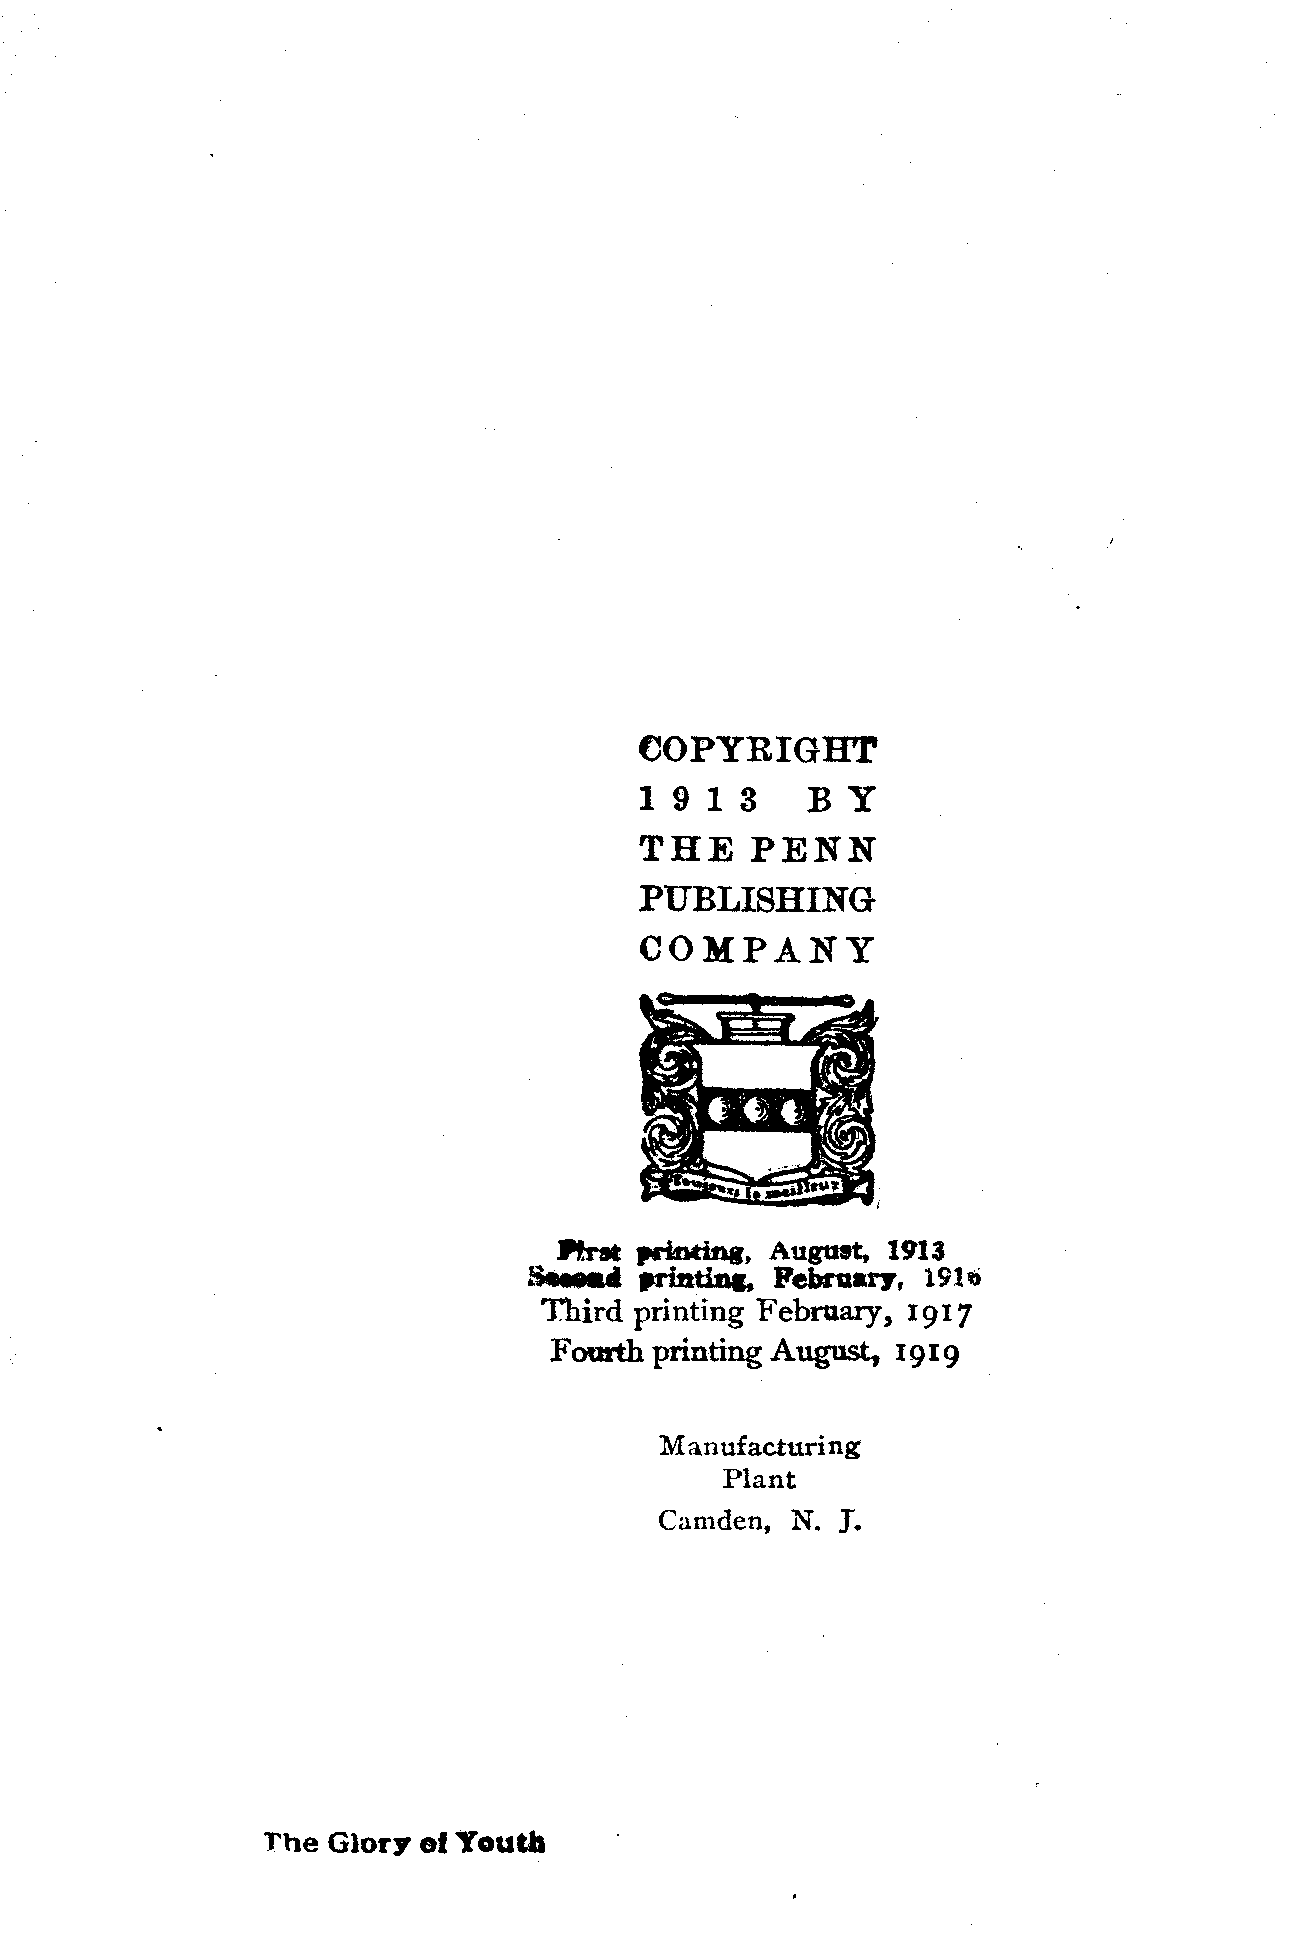 COPYRIGHT
1913 BY
THE PENN
PUBLISHING
COMPANY
Toujours le meilleur
First printing, August, 1913
Second printing, February, 1916
Third printing February, 1917
Fourth printing August, 1919
Manufacturing
Plant
Camden, N. J.
The Glory of Youth